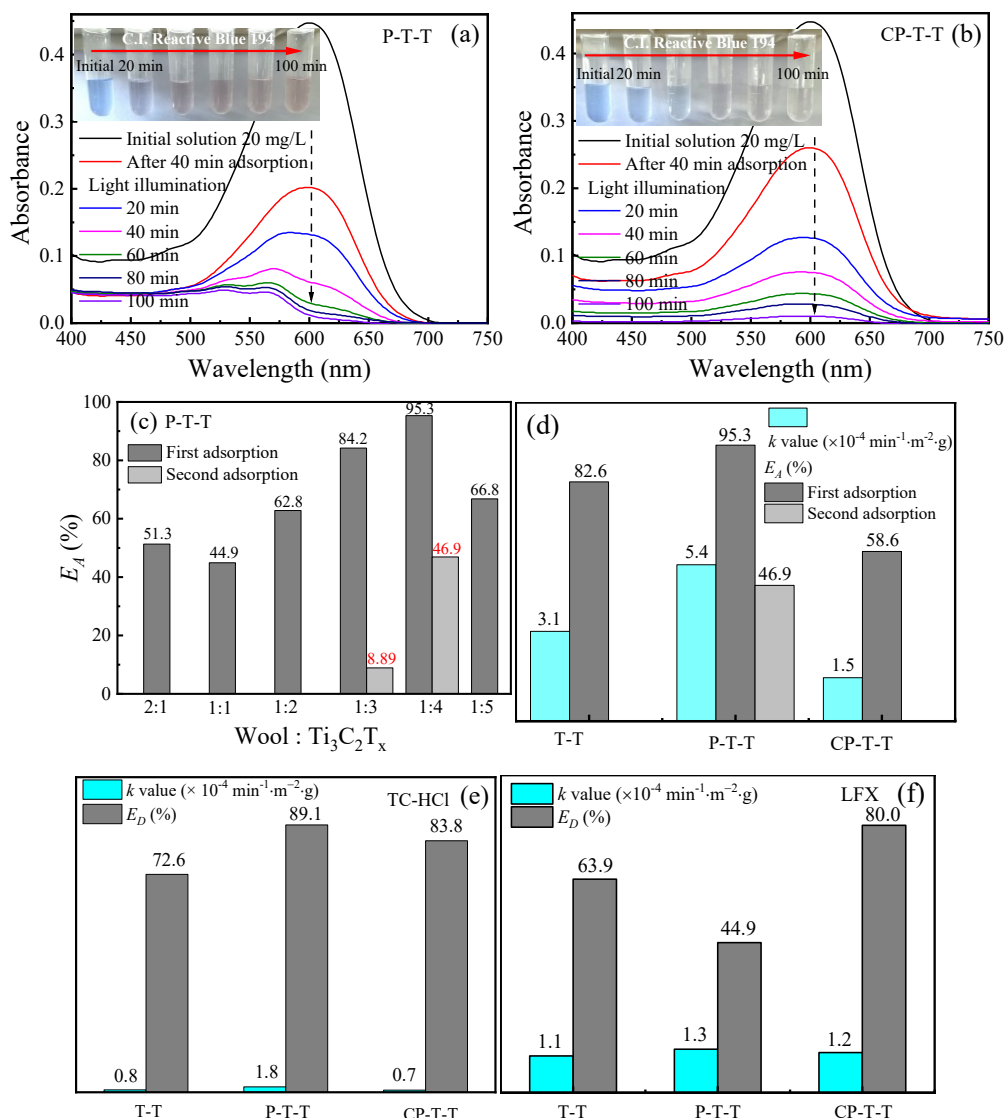 P-T-T (a)
C.I. Reactive Blue 194
Initial 20 min 100 min
Initial solution 20 mg/L
After 40 min adsorption
Light illumination
20 min
40 min
60 min
80 min
100 min
Absorbance
0.4
0.3
0.2
0.1
0.0
400 450 500 550 600 650 700 750
Wavelength (nm)
CP-T-T (b)
C.I. Reactive Blue 194
Initial 20 min 100 min
Initial solution 20 mg/L
After 40 min adsorption
Light illumination
20 min
40 min
60 min
80 min
100 min
Absorbance
0.4
0.3
0.2
0.1
0.0
400 450 500 550 600 650 700 750
Wavelength (nm)
(c) P-T-T
First adsorption
Second adsorption
E_A (%)
100
80
60
40
20
0
51.3 44.9 62.8 84.2 8.89 95.3 46.9 66.8
2:1 1:1 1:2 1:3 1:4 1:5
Wool : Ti₃C₂Tₓ
(d)
k value (×10⁻⁴ min⁻¹·m⁻²·g)
E_A (%)
First adsorption
Second adsorption
3.1 82.6 5.4 95.3 46.9 1.5 58.6
T-T P-T-T CP-T-T
k value (× 10⁻⁴ min⁻¹·m⁻²·g)
E_D (%)
TC-HCl (e)
0.8 72.6 1.8 89.1 0.7 83.8
T-T P-T-T CP-T-T
k value (×10⁻⁴ min⁻¹·m⁻²·g)
E_D (%)
LFX (f)
1.1 63.9 1.3 44.9 1.2 80.0
T-T P-T-T CP-T-T